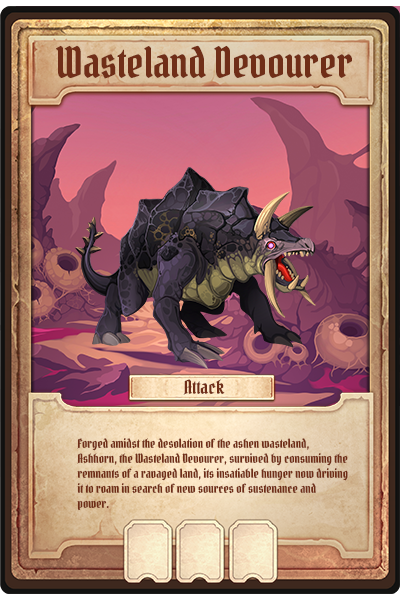 Wasteland Devourer
Attack
Forged amidst the desolation of the ashen wasteland,
Ashhorn, the Wasteland Devourer, survived by consuming the
remnants of a ravaged land, its insatiable hunger now driving
it to roam in search of new sources of sustenance and
power.